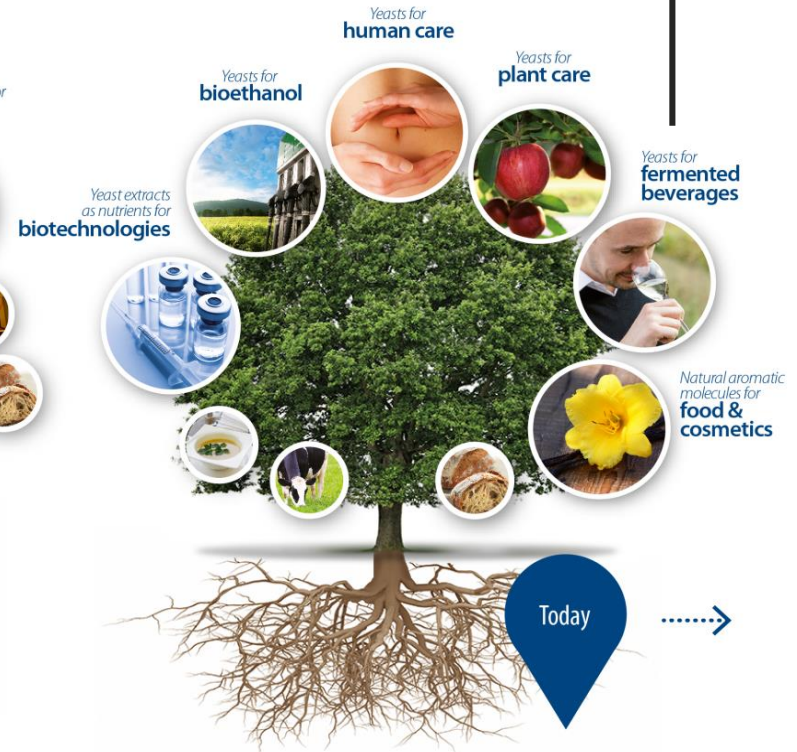 Yeasts for
human care
Yeasts for
bioethanol
Yeasts for
plant care
Yeast extracts
as nutrients for
biotechnologies
Yeasts for
fermented
beverages
Natural aromatic
molecules for
food &
cosmetics
Today